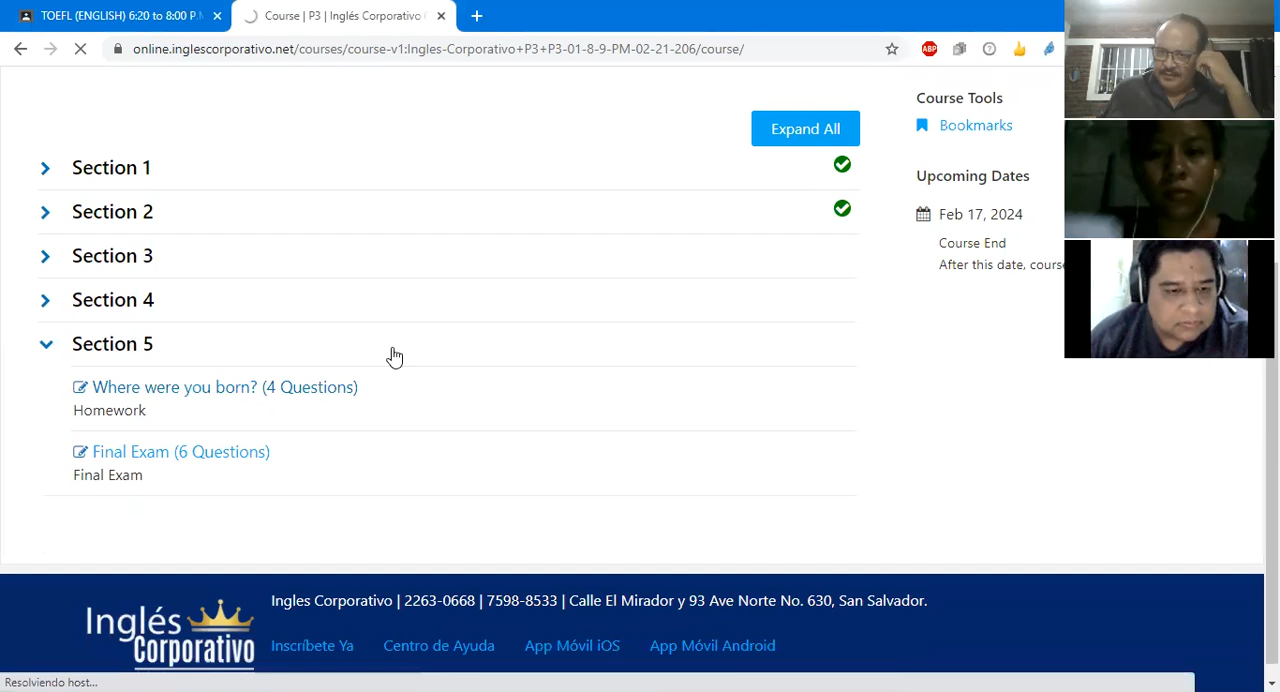 TOEFL (ENGLISH) 6:20 to 8:00 P.M
Course | P3 | Inglés Corporativo
online.inglescorporativo.net/courses/course-v1:Ingles-Corporativo+P3+P3-01-8-9-PM-02-21-206/course/
ABP
Expand All
Course Tools
Bookmarks
Section 1
Upcoming Dates
Section 2
Feb 17, 2024
Course End
Section 3
After this date, course
Section 4
Section 5
Where were you born? (4 Questions)
Homework
Final Exam (6 Questions)
Final Exam
Inglés Corporativo
Ingles Corporativo | 2263-0668 | 7598-8533 | Calle El Mirador y 93 Ave Norte No. 630, San Salvador.
Inscríbete Ya
Centro de Ayuda
App Móvil iOS
App Móvil Android
Resolviendo host...